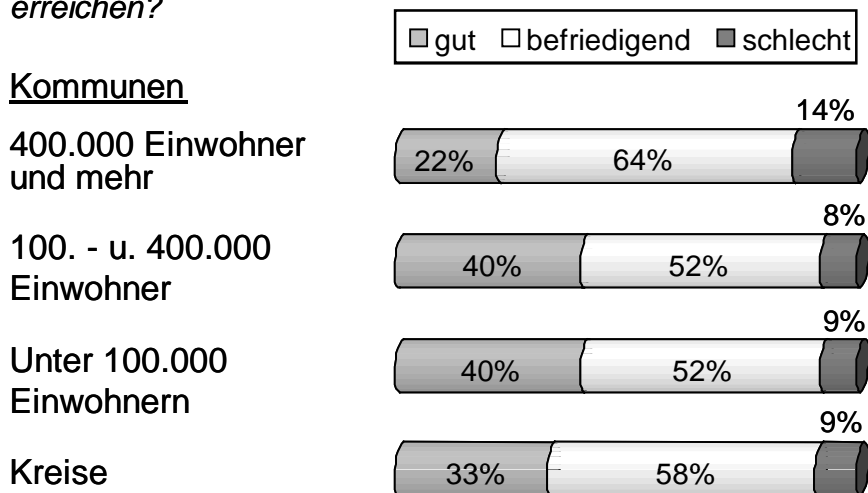 erreichen?
gut befriedigend schlecht
Kommunen
14%
400.000 Einwohner
und mehr
22% 64%
8%
100. - u. 400.000
Einwohner
40% 52%
9%
Unter 100.000
Einwohnern
40% 52%
9%
Kreise
33% 58%